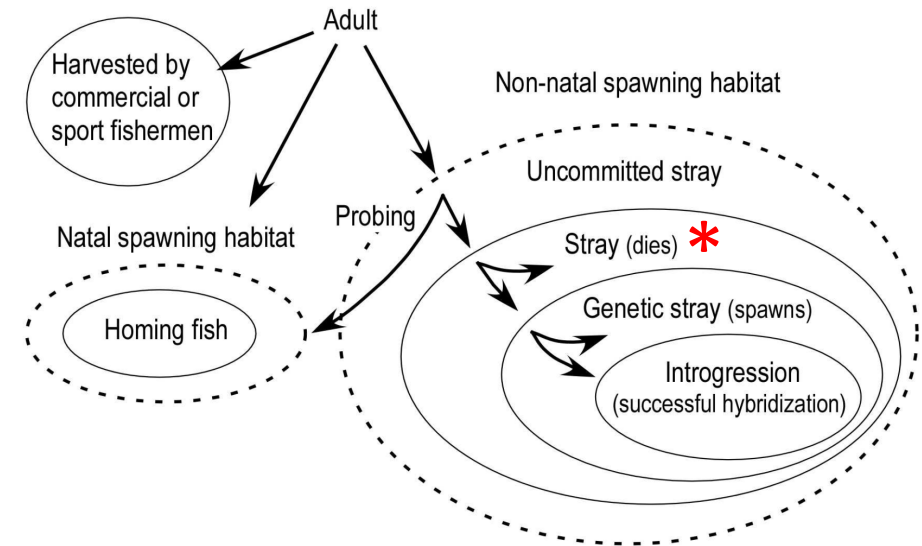 Adult
Harvested by
commercial or
sport fishermen
Non-natal spawning habitat
Uncommitted stray
Probing
Natal spawning habitat
Stray (dies) *
Genetic stray (spawns)
Homing fish
Introgression
(successful hybridization)